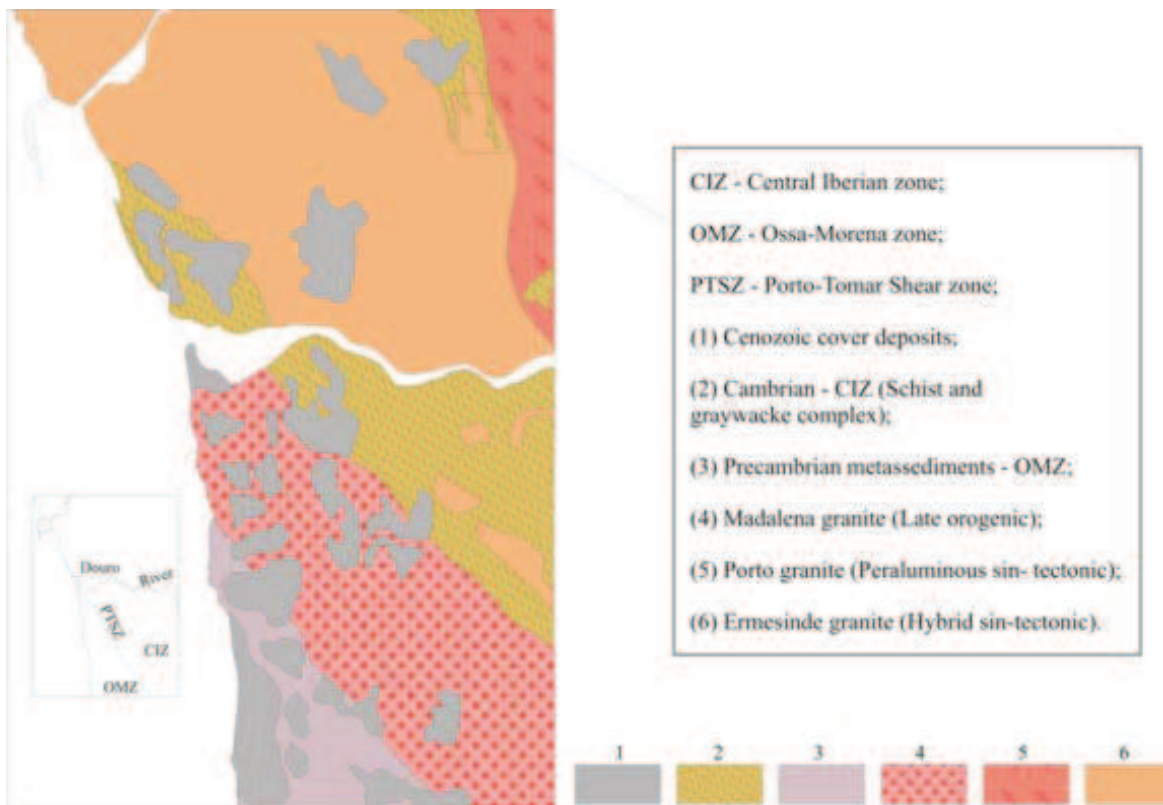 CIZ - Central Iberian zone;
OMZ - Ossa-Morena zone;
PTSZ - Porto-Tomar Shear zone;
(1) Cenozoic cover deposits;
(2) Cambrian - CIZ (Schist and
graywacke complex);
(3) Precambrian metassediments - OMZ;
(4) Madalena granite (Late orogenic);
(5) Porto granite (Peraluminous sin- tectonic);
(6) Ermesinde granite (Hybrid sin-tectonic).
Douro
River
PTSZ
CIZ
OMZ
1 2 3 4 5 6